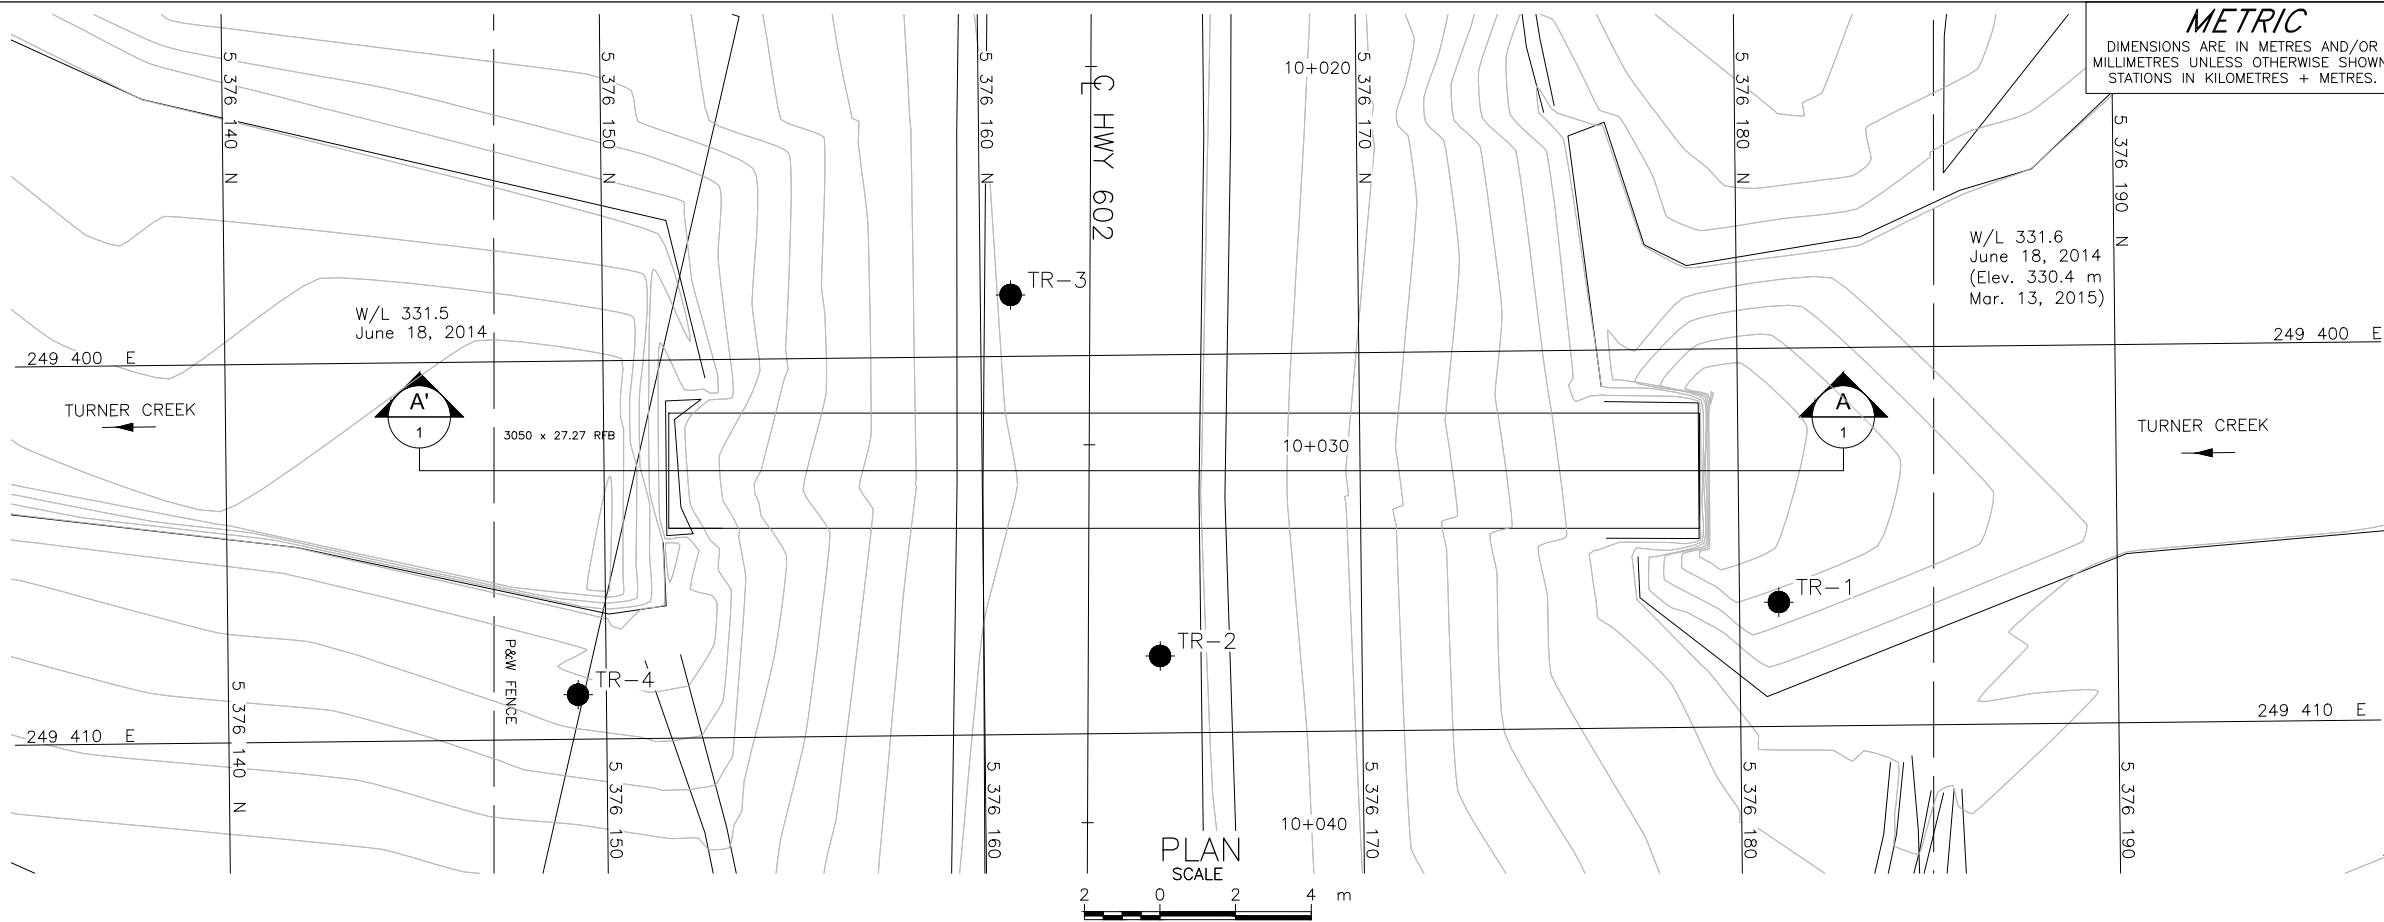 METRIC
DIMENSIONS ARE IN METRES AND/OR
MILLIMETRES UNLESS OTHERWISE SHOWN
STATIONS IN KILOMETRES + METRES.
5 376 140 N
5 376 150 N
5 376 160 N
CL HWY 602
10+020
5 376 170 N
5 376 180 N
5 376 190 N
W/L 331.6
June 18, 2014
(Elev. 330.4 m
Mar. 13, 2015)
TR-3
W/L 331.5
June 18, 2014
249 400 E
249 400 E
TURNER CREEK
A'
1
3050 x 27.27 RFB
10+030
A
1
TURNER CREEK
TR-1
TR-2
TR-4
P&W FENCE
249 410 E
249 410 E
5 376 140 N
5 376 150
5 376 160
5 376 170
5 376 180
5 376 190
10+040
PLAN
SCALE
2 0 2 4 m